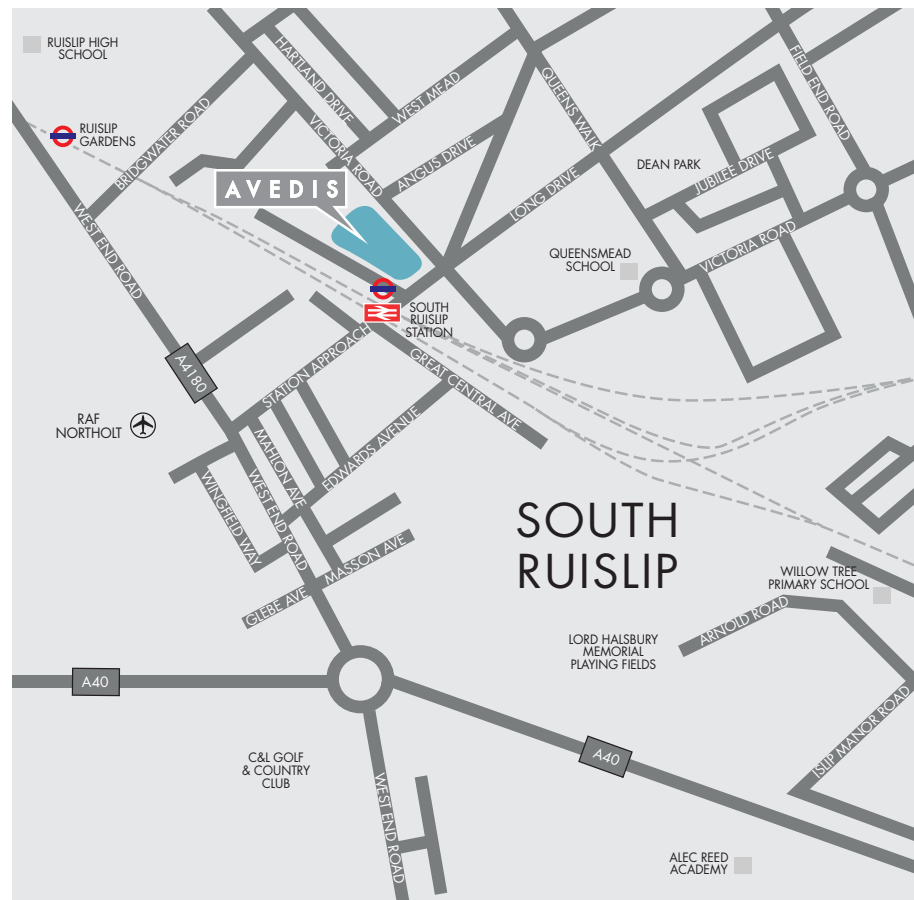 RUISLIP HIGH
SCHOOL
RUISLIP
GARDENS
BRIDGWATER ROAD
HARTLAND DRIVE
VICTORIA ROAD
WEST MEAD
ANGUS DRIVE
QUEENS WALK
LONG DRIVE
FIELD END ROAD
DEAN PARK
JUBILEE DRIVE
VICTORIA ROAD
QUEENSMEAD
SCHOOL
AVEDIS
WEST END ROAD
SOUTH
RUISLIP
STATION
A4180
STATION APPROACH
GREAT CENTRAL AVE
RAF
NORTHOLT
MAHLON AVE
EDWARDS AVENUE
WINGFIELD WAY
WEST END ROAD
MASSON AVE
GLEBE AVE
SOUTH
RUISLIP
WILLOW TREE
PRIMARY SCHOOL
ARNOLD ROAD
LORD HALSBURY
MEMORIAL
PLAYING FIELDS
ISLIP MANOR ROAD
A40
A40
C&L GOLF
& COUNTRY
CLUB
WEST END ROAD
ALEC REED
ACADEMY